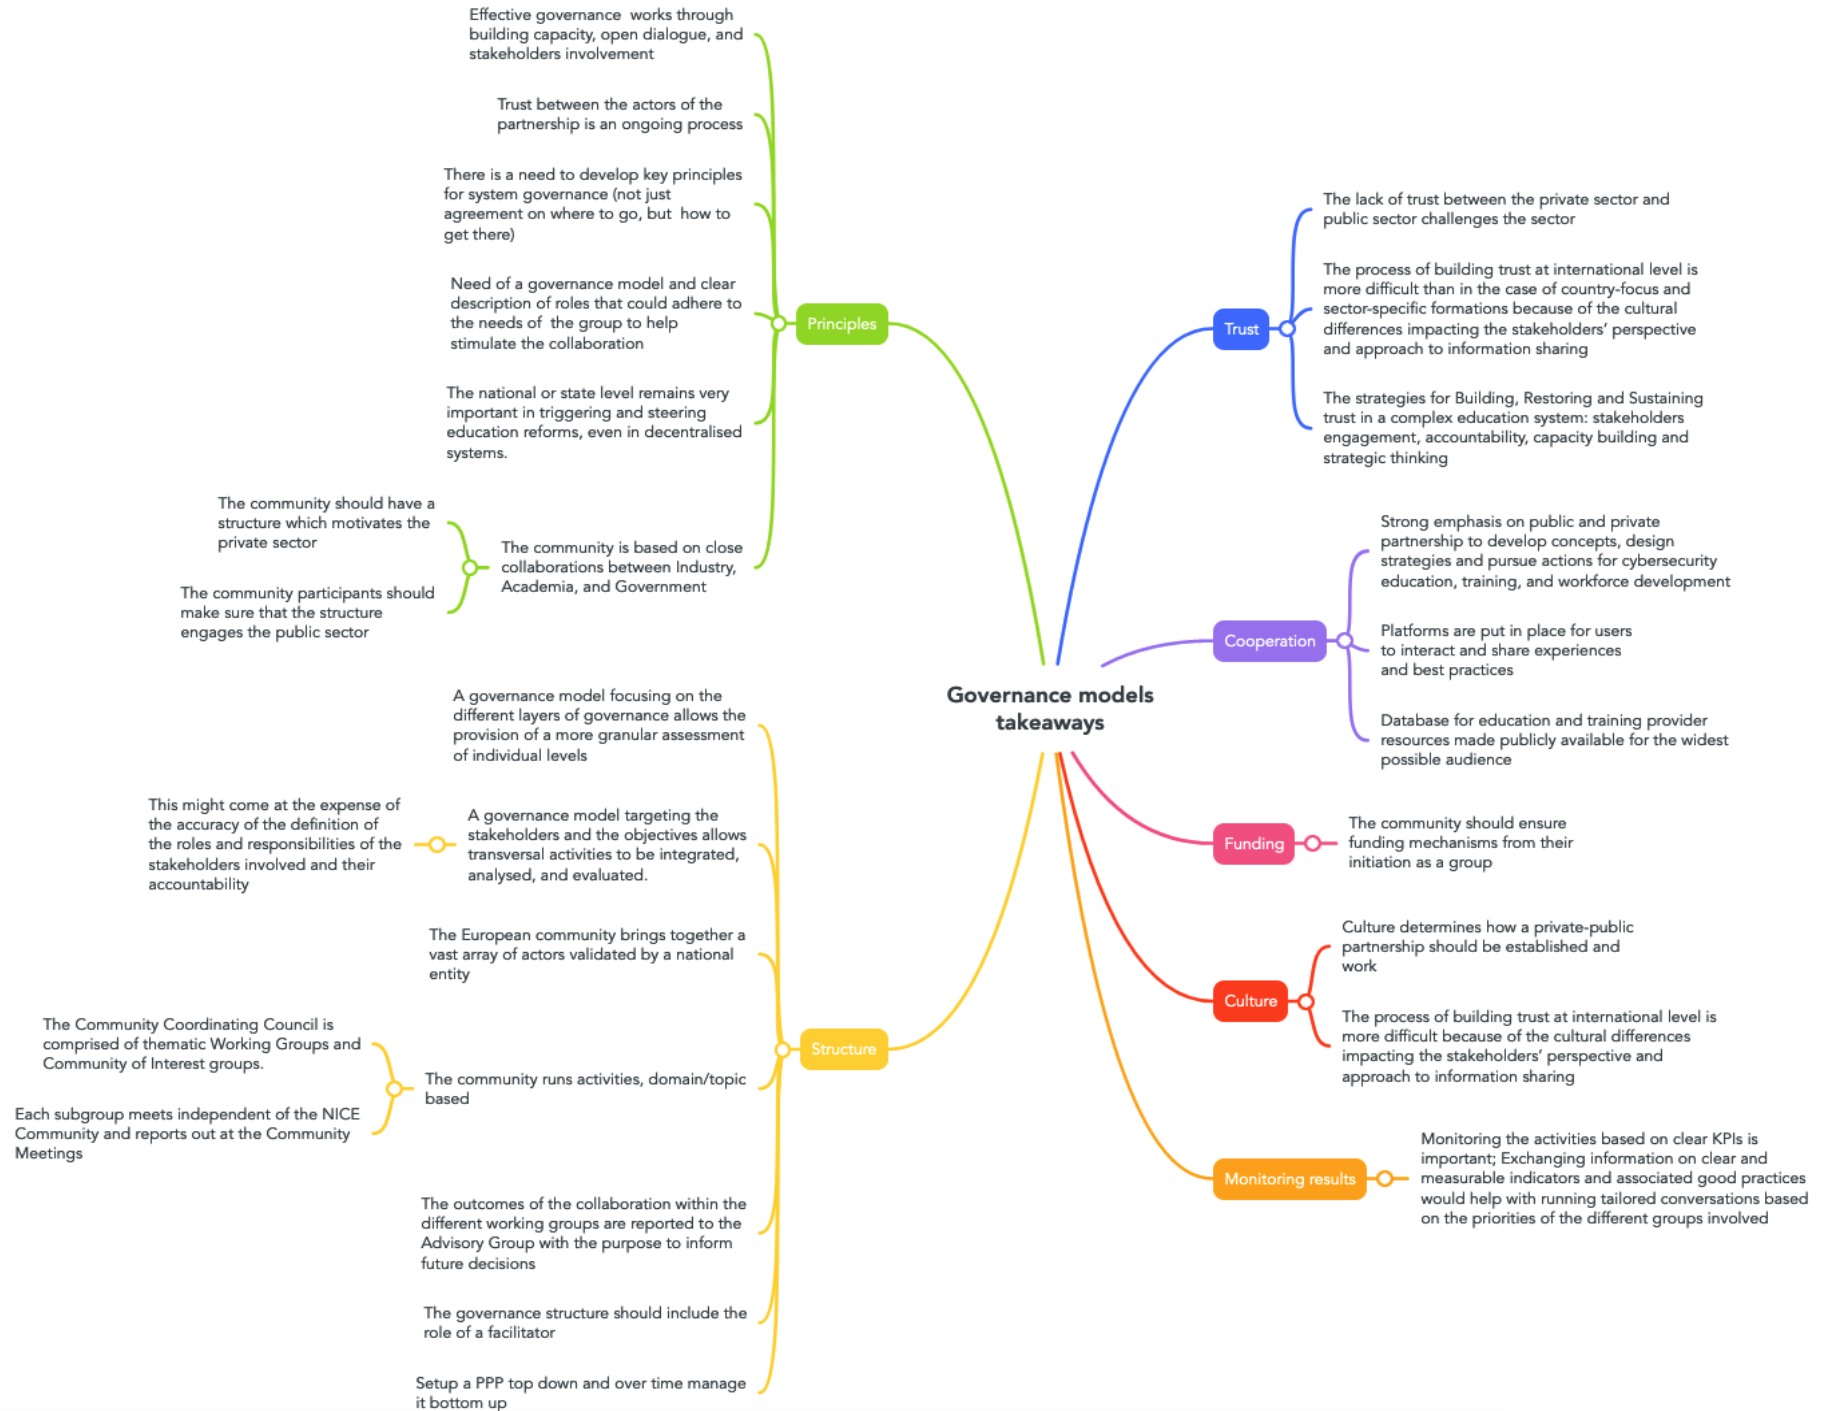 Governance models
takeaways
Principles
Effective governance  works through
building capacity, open dialogue, and
stakeholders involvement
Trust between the actors of the
partnership is an ongoing process
There is a need to develop key principles
for system governance (not just
agreement on where to go, but  how to
get there)
Need of a governance model and clear
description of roles that could adhere to
the needs of  the group to help
stimulate the collaboration
The national or state level remains very
important in triggering and steering
education reforms, even in decentralised
systems.
The community is based on close
collaborations between Industry,
Academia, and Government
The community should have a
structure which motivates the
private sector
The community participants should
make sure that the structure
engages the public sector
Structure
A governance model focusing on the
different layers of governance allows the
provision of a more granular assessment
of individual levels
A governance model targeting the
stakeholders and the objectives allows
transversal activities to be integrated,
analysed, and evaluated.
This might come at the expense of
the accuracy of the definition of
the roles and responsibilities of the
stakeholders involved and their
accountability
The European community brings together a
vast array of actors validated by a national
entity
The community runs activities, domain/topic
based
The Community Coordinating Council is
comprised of thematic Working Groups and
Community of Interest groups.
Each subgroup meets independent of the NICE
Community and reports out at the Community
Meetings
The outcomes of the collaboration within the
different working groups are reported to the
Advisory Group with the purpose to inform
future decisions
The governance structure should include the
role of a facilitator
Setup a PPP top down and over time manage
it bottom up
Trust
The lack of trust between the private sector and
public sector challenges the sector
The process of building trust at international level is
more difficult than in the case of country-focus and
sector-specific formations because of the cultural
differences impacting the stakeholders' perspective
and approach to information sharing
The strategies for Building, Restoring and Sustaining
trust in a complex education system: stakeholders
engagement, accountability, capacity building and
strategic thinking
Cooperation
Strong emphasis on public and private
partnership to develop concepts, design
strategies and pursue actions for cybersecurity
education, training, and workforce development
Platforms are put in place for users
to interact and share experiences
and best practices
Database for education and training provider
resources made publicly available for the widest
possible audience
Funding
The community should ensure
funding mechanisms from their
initiation as a group
Culture
Culture determines how a private-public
partnership should be established and
work
The process of building trust at international level is
more difficult because of the cultural differences
impacting the stakeholders' perspective and
approach to information sharing
Monitoring results
Monitoring the activities based on clear KPIs is
important; Exchanging information on clear and
measurable indicators and associated good practices
would help with running tailored conversations based
on the priorities of the different groups involved